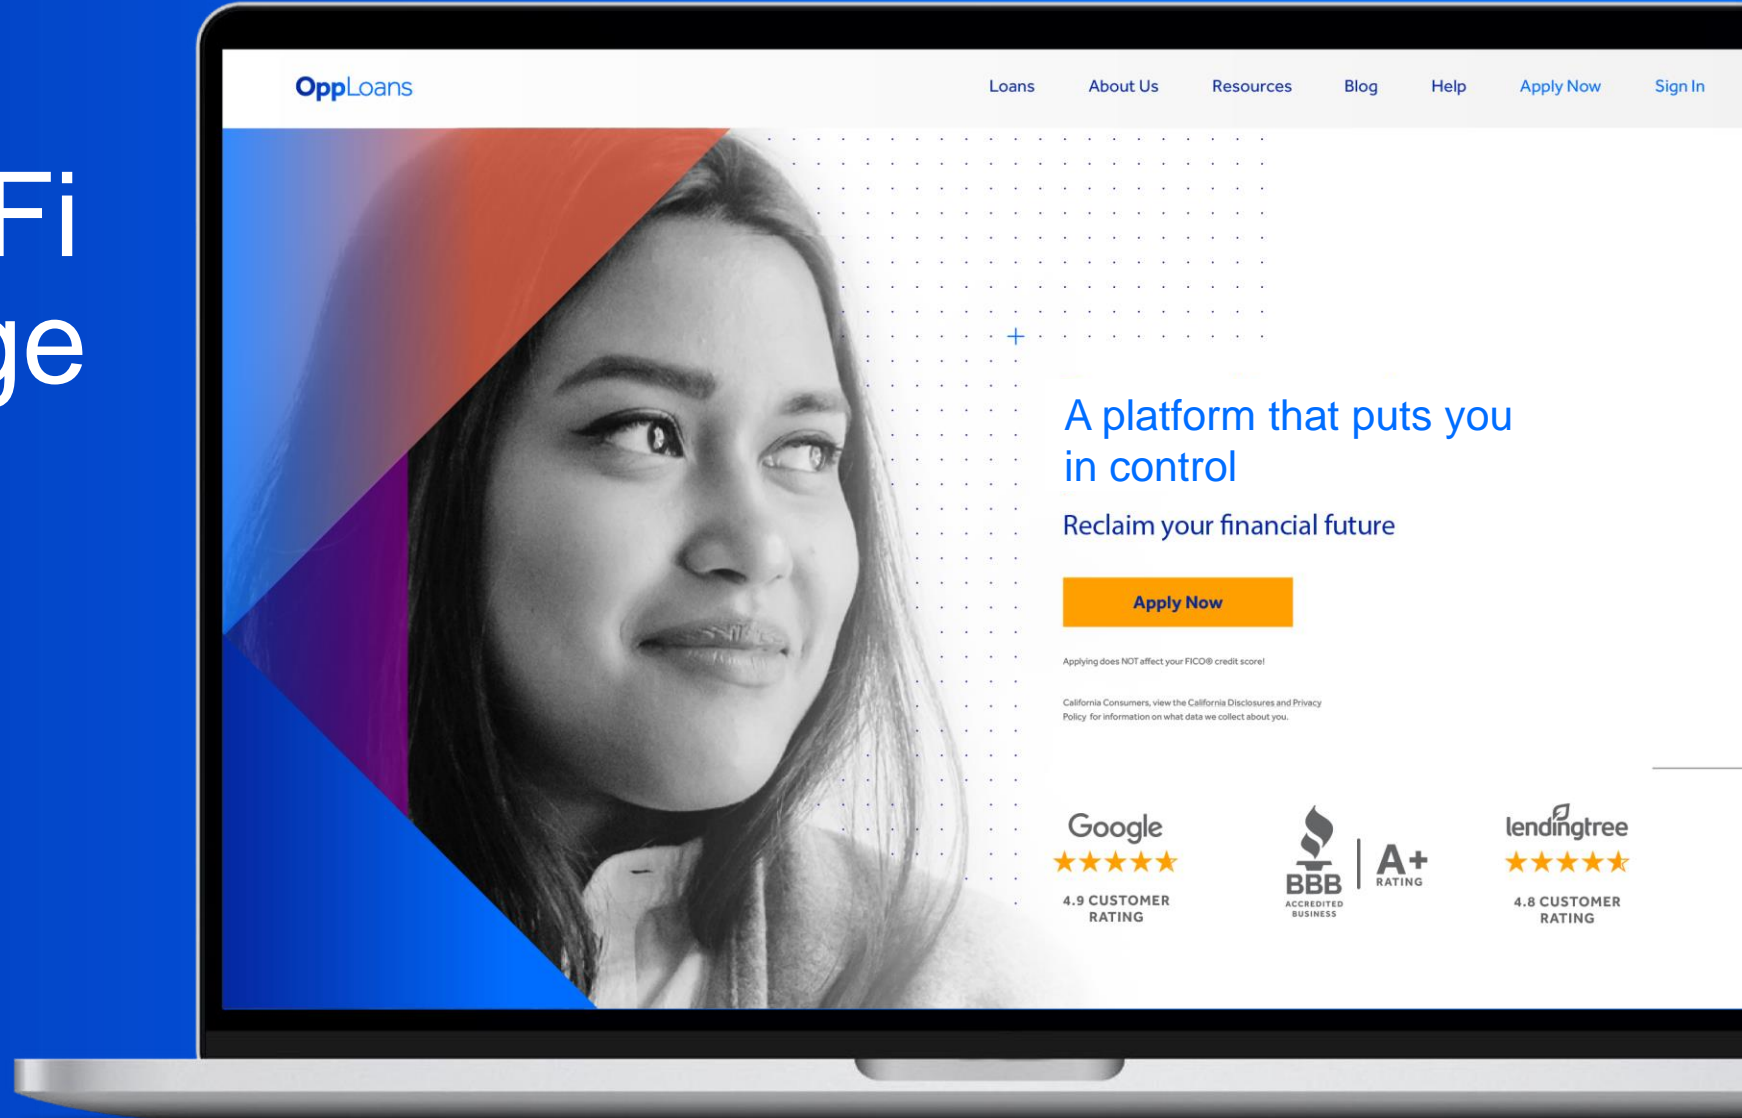 Fi
ge
OppLoans
Loans About Us Resources Blog Help Apply Now Sign In
A platform that puts you
in control
Reclaim your financial future
Apply Now
Applying does NOT affect your FICO® credit score!
California Consumers, view the California Disclosures and Privacy
Policy for information on what data we collect about you.
Google
4.9 CUSTOMER
RATING
BBB
ACCREDITED
BUSINESS
A+
RATING
lendingtree
4.8 CUSTOMER
RATING